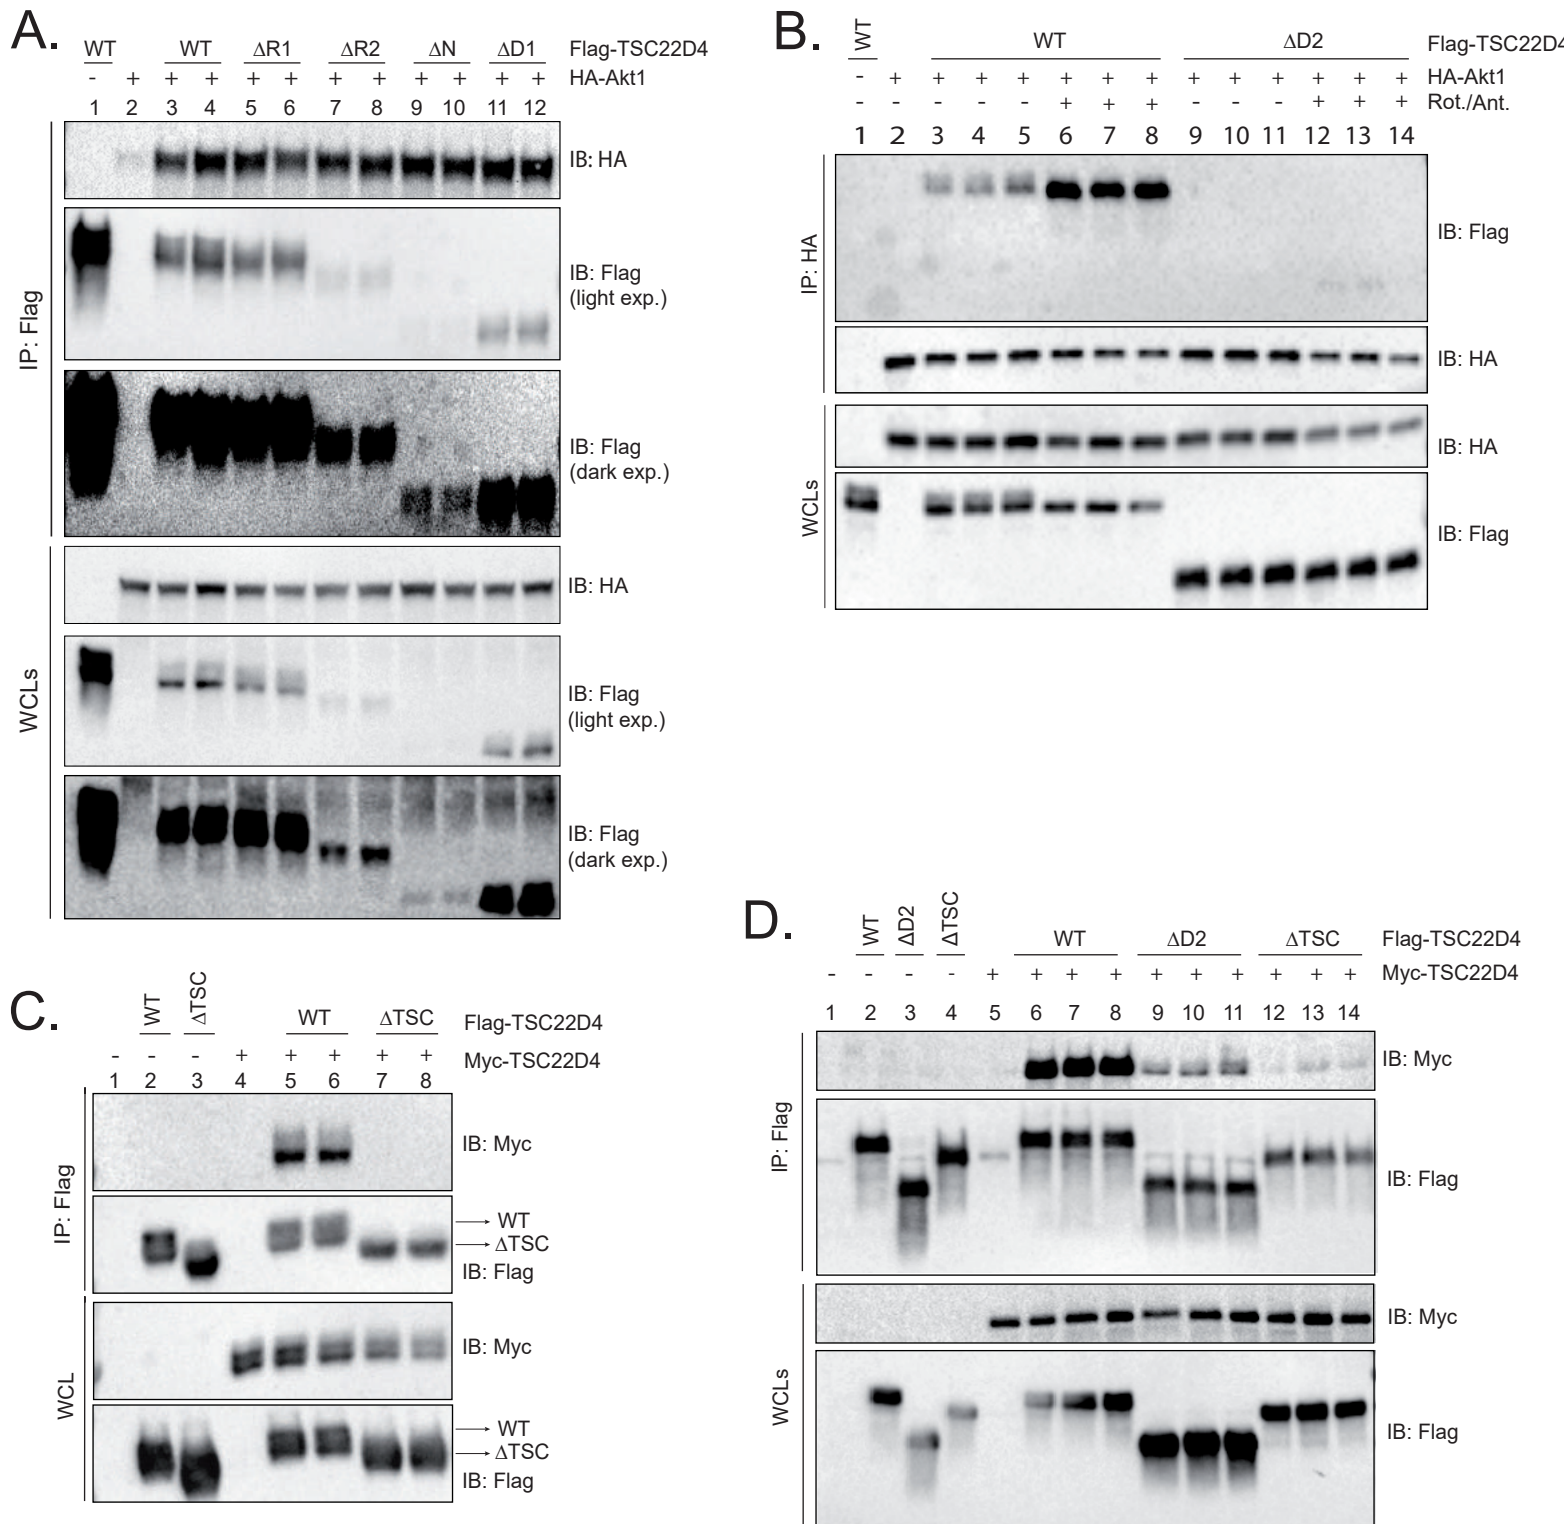 A.
WT WT ΔR1 ΔR2 ΔN ΔD1 Flag-TSC22D4
- + + + + + + + + + + + HA-Akt1
1 2 3 4 5 6 7 8 9 10 11 12
IP: Flag
IB: HA
IB: Flag
(light exp.)
IB: Flag
(dark exp.)
WCLs
IB: HA
IB: Flag
(light exp.)
IB: Flag
(dark exp.)
B.
WT WT ΔD2 Flag-TSC22D4
- + + + + + + + + + + + + + HA-Akt1
- - - - - + + + - - - + + + Rot./Ant.
1 2 3 4 5 6 7 8 9 10 11 12 13 14
IP: HA
IB: Flag
IB: HA
WCLs
IB: HA
IB: Flag
C.
WT ΔTSC WT ΔTSC Flag-TSC22D4
- - - + + + + + Myc-TSC22D4
1 2 3 4 5 6 7 8
IP: Flag
IB: Myc
WT
ΔTSC
IB: Flag
WCL
IB: Myc
WT
ΔTSC
IB: Flag
D.
WT ΔD2 ΔTSC WT ΔD2 ΔTSC Flag-TSC22D4
- - - - + + + + + + + + + + Myc-TSC22D4
1 2 3 4 5 6 7 8 9 10 11 12 13 14
IP: Flag
IB: Myc
IB: Flag
WCLs
IB: Myc
IB: Flag